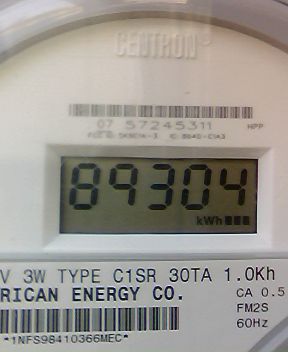 CENTRON®
07 57245311 HPP
89304
kWh
V 3W TYPE C1SR 30TA 1.0Kh
RICAN ENERGY CO. CA 0.5
FM2S
60Hz
*1NFS98410366MEC*